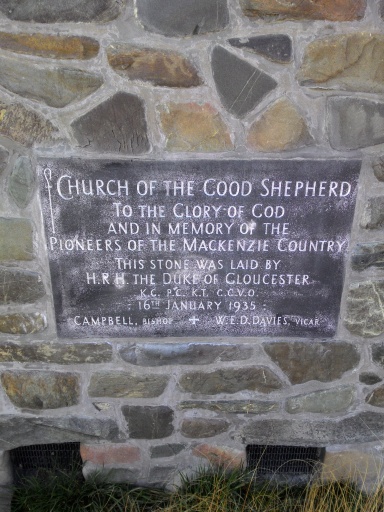 CHURCH OF THE GOOD SHEPHERD
TO THE GLORY OF GOD
AND IN MEMORY OF THE
PIONEERS OF THE MACKENZIE COUNTRY
THIS STONE WAS LAID BY
H.R.H. THE DUKE OF GLOUCESTER
K.G. P.C. K.T. G.C.V.O.
16TH JANUARY 1935
CAMPBELL, BISHOP + W.E.D. DAVIES, VICAR